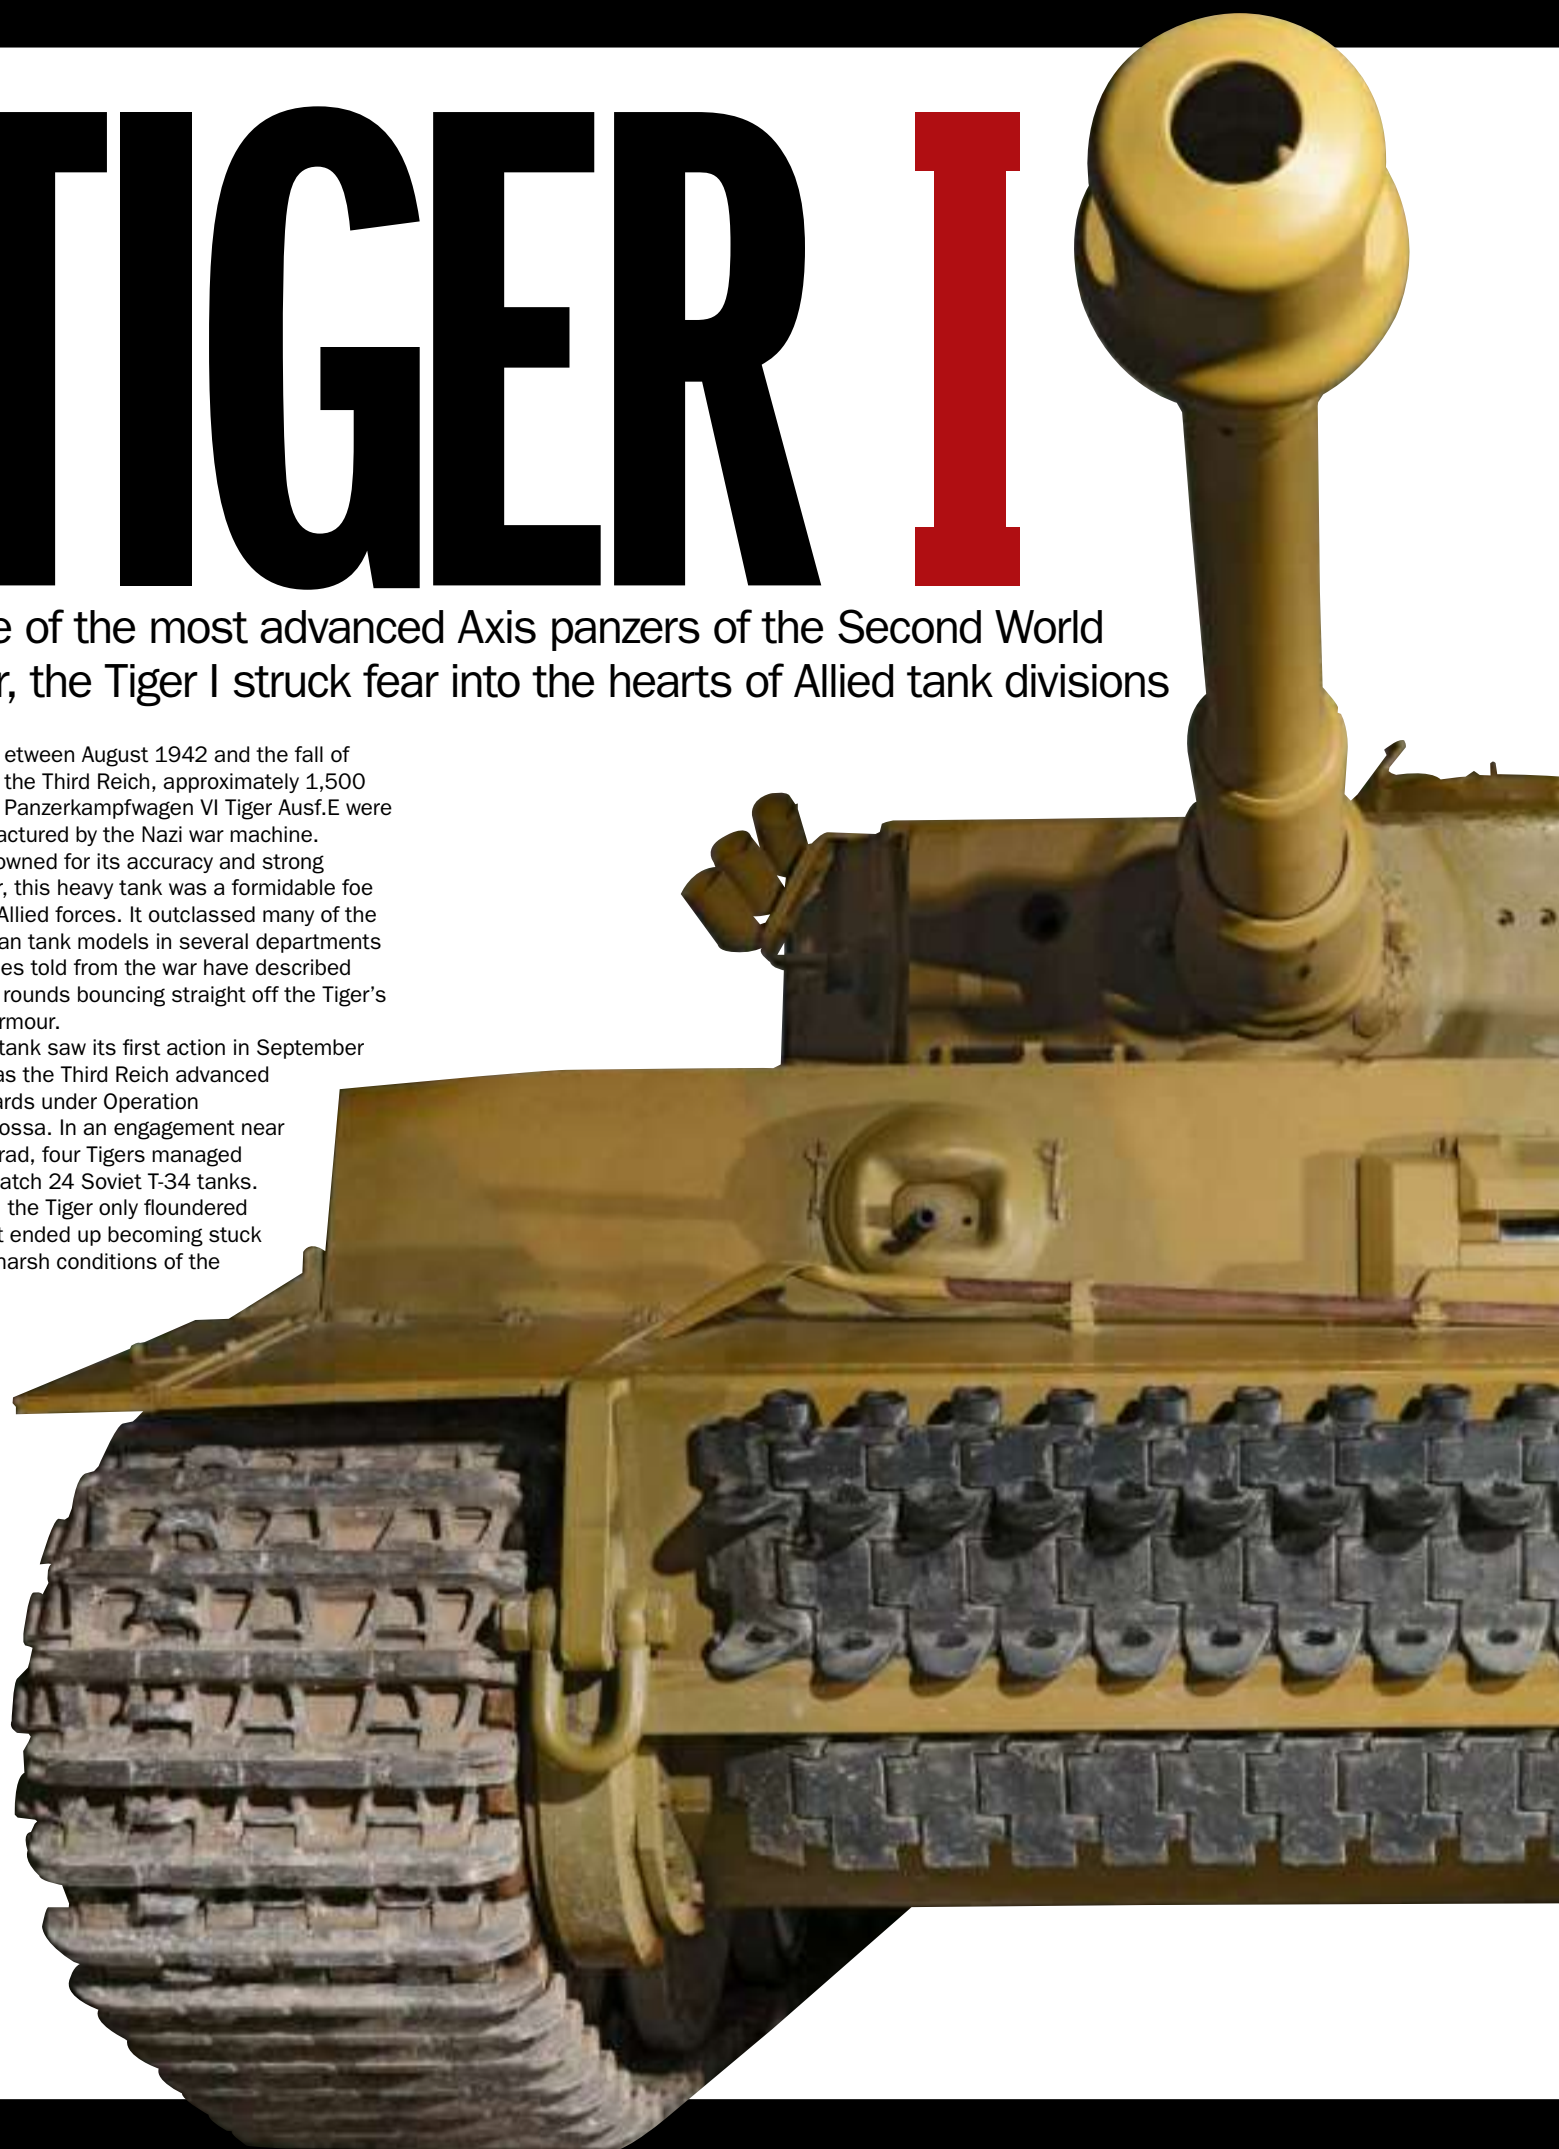 TIGER I
e of the most advanced Axis panzers of the Second World
r, the Tiger I struck fear into the hearts of Allied tank divisions
etween August 1942 and the fall of
the Third Reich, approximately 1,500
Panzerkampfwagen VI Tiger Ausf.E were
actured by the Nazi war machine.
owned for its accuracy and strong
r, this heavy tank was a formidable foe
Allied forces. It outclassed many of the
an tank models in several departments
es told from the war have described
rounds bouncing straight off the Tiger's
rmour.
tank saw its first action in September
as the Third Reich advanced
ards under Operation
ossa. In an engagement near
rad, four Tigers managed
atch 24 Soviet T-34 tanks.
the Tiger only floundered
t ended up becoming stuck
harsh conditions of the